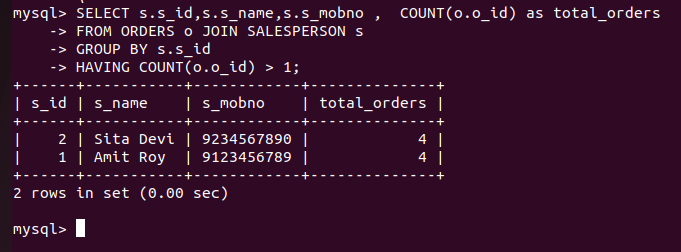 mysql> SELECT s.s_id,s.s_name,s.s_mobno ,  COUNT(o.o_id) as total_orders
    -> FROM ORDERS o JOIN SALESPERSON s
    -> GROUP BY s.s_id
    -> HAVING COUNT(o.o_id) > 1;
+------+-----------+------------+--------------+
| s_id | s_name    | s_mobno    | total_orders |
+------+-----------+------------+--------------+
|    2 | Sita Devi | 9234567890 |            4 |
|    1 | Amit Roy  | 9123456789 |            4 |
+------+-----------+------------+--------------+
2 rows in set (0.00 sec)

mysql>